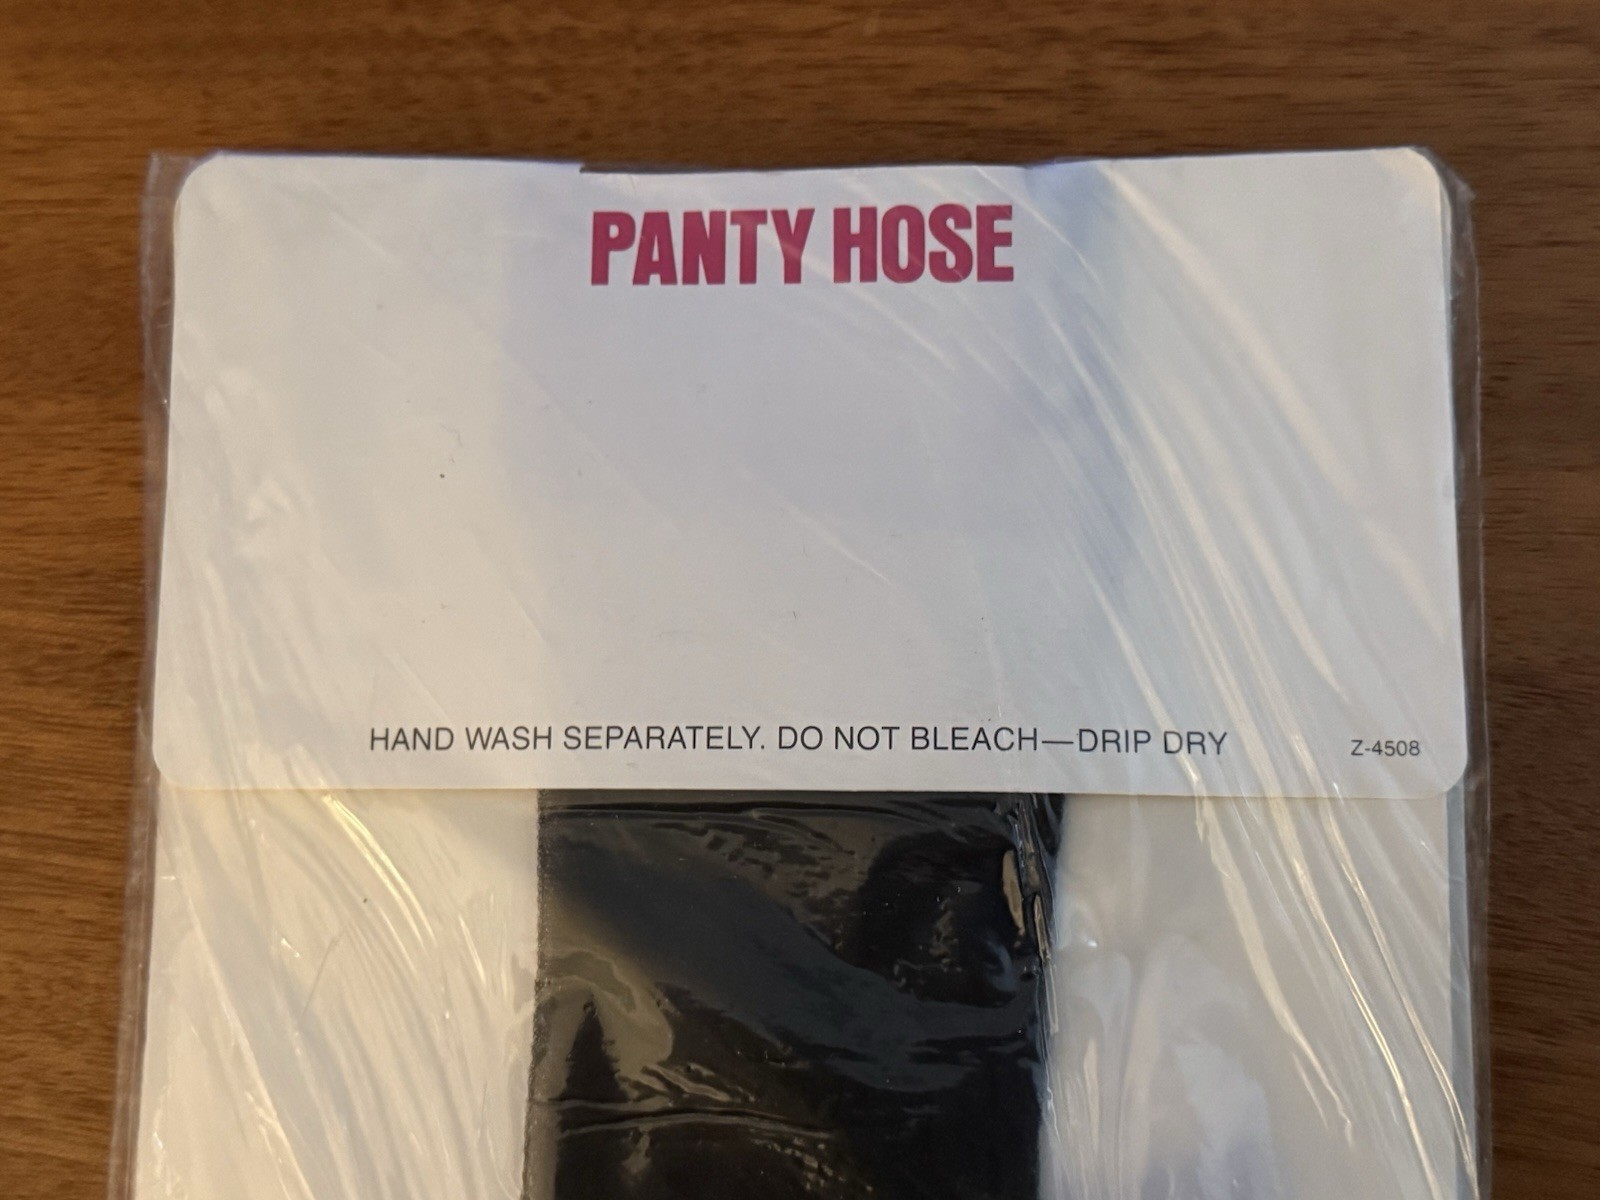 PANTY HOSE
HAND WASH SEPARATELY. DO NOT BLEACH—DRIP DRY
Z-4508